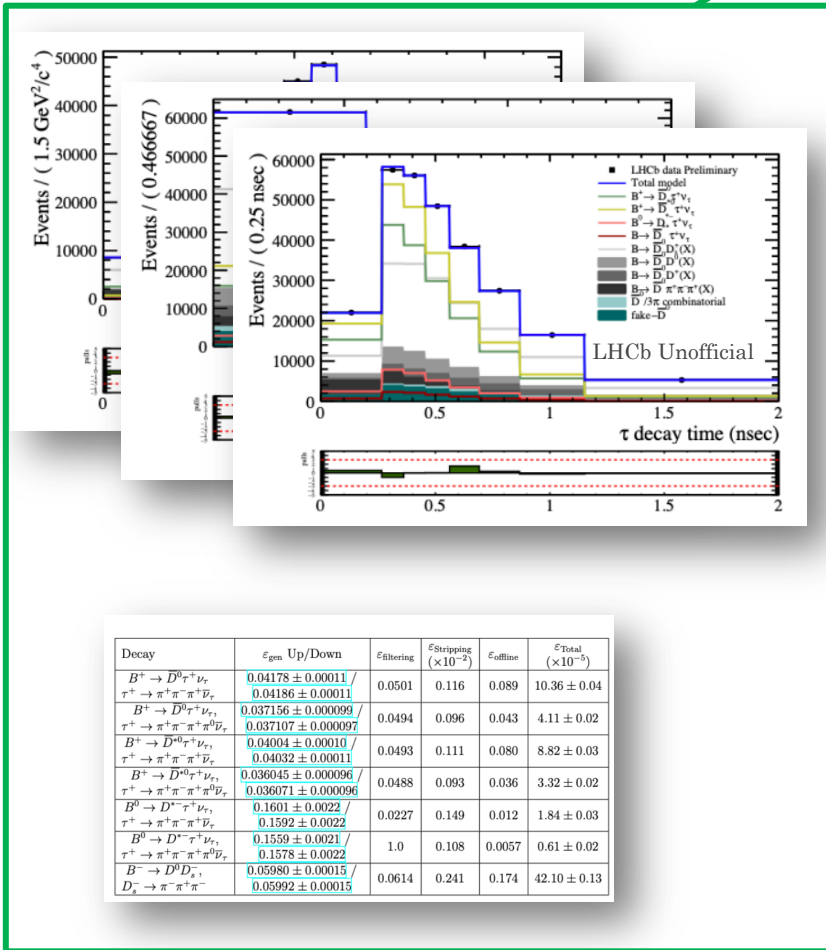 50000
40000
30000
20000
10000
0
Events / ( 1.5 GeV²/c⁴ )
pulls
0
60000
50000
40000
30000
20000
10000
0
Events / ( 0.466667 )
pulls
0
60000
50000
40000
30000
20000
10000
0
Events / ( 0.25 nsec )
LHCb data Preliminary
Total model
B⁺→ D̅⁰ τ⁺ν_τ
B⁺→ D̅*⁰ τ⁺ν_τ
B⁰→ D*⁻ τ⁺ν_τ
B→ D̅** τ⁺ν_τ
B→ D̅⁰D_s⁺(X)
B→ D̅⁰D⁰(X)
B→ D̅⁰D⁺(X)
B→ D̅⁰ π⁺π⁻π⁺(X)
D̅⁰/3π combinatorial
fake–D̅⁰
LHCb Unofficial
0 0.5 1 1.5 2
τ decay time (nsec)
pulls
0 0.5 1 1.5 2
Decay ε_gen Up/Down ε_filtering ε_Stripping (×10⁻²) ε_offline ε_Total (×10⁻⁵)
B⁺ → D̅⁰τ⁺ν_τ 0.04178 ± 0.00011 /
τ⁺ → π⁺π⁻π⁺ν̅_τ 0.04186 ± 0.00011 0.0501 0.116 0.089 10.36 ± 0.04
B⁺ → D̅⁰τ⁺ν_τ, 0.037156 ± 0.000099 /
τ⁺ → π⁺π⁻π⁺π⁰ν̅_τ 0.037107 ± 0.000097 0.0494 0.096 0.043 4.11 ± 0.02
B⁺ → D̅*⁰τ⁺ν_τ, 0.04004 ± 0.00010 /
τ⁺ → π⁺π⁻π⁺ν̅_τ 0.04032 ± 0.00011 0.0493 0.111 0.080 8.82 ± 0.03
B⁺ → D̅*⁰τ⁺ν_τ, 0.036045 ± 0.000096 /
τ⁺ → π⁺π⁻π⁺π⁰ν̅_τ 0.036071 ± 0.000096 0.0488 0.093 0.036 3.32 ± 0.02
B⁰ → D*⁻τ⁺ν_τ, 0.1601 ± 0.0022 /
τ⁺ → π⁺π⁻π⁺ν̅_τ 0.1592 ± 0.0022 0.0227 0.149 0.012 1.84 ± 0.03
B⁰ → D*⁻τ⁺ν_τ, 0.1559 ± 0.0021 /
τ⁺ → π⁺π⁻π⁺π⁰ν̅_τ 0.1578 ± 0.0022 1.0 0.108 0.0057 0.61 ± 0.02
B⁻ → D⁰D_s⁻, 0.05980 ± 0.00015 /
D_s⁻ → π⁻π⁺π⁻ 0.05992 ± 0.00015 0.0614 0.241 0.174 42.10 ± 0.13